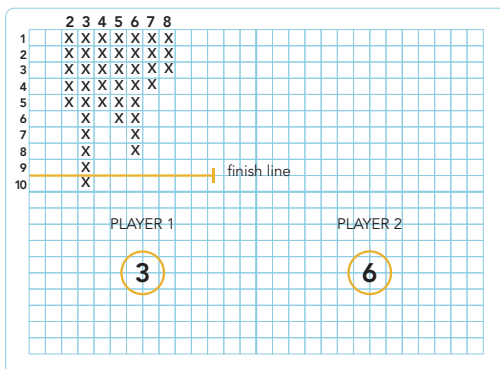 2 3 4 5 6 7 8
1 X X X X X X X
2 X X X X X X X
3 X X X X X X X
4 X X X X X X
5 X X X X X
6 X X X
7 X X
8 X X
9 X finish line
10 X
PLAYER 1 PLAYER 2
3 6